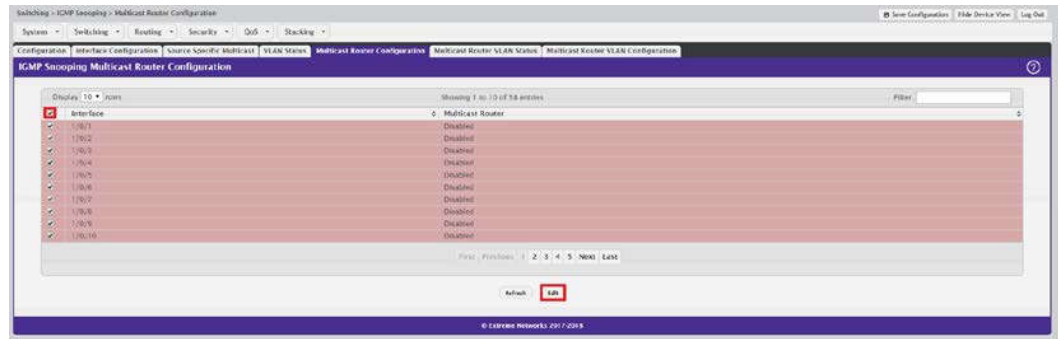 Switching > IGMP Snooping > Multicast Router Configuration
Save Configuration Hide Device View Log Out
System Switching Routing Security QoS Stacking
Configuration Interface Configuration Source Specific Multicast VLAN Status Multicast Router Configuration Multicast Router VLAN Status Multicast Router VLAN Configuration
IGMP Snooping Multicast Router Configuration
Display 10 rows Showing 1 to 10 of 54 entries Filter:
Interface Multicast Router
1/0/1 Disabled
1/0/2 Disabled
1/0/3 Disabled
1/0/4 Disabled
1/0/5 Disabled
1/0/6 Disabled
1/0/7 Disabled
1/0/8 Disabled
1/0/9 Disabled
1/0/10 Disabled
First Previous 1 2 3 4 5 Next Last
Refresh Edit
© Extreme Networks 2017-2018